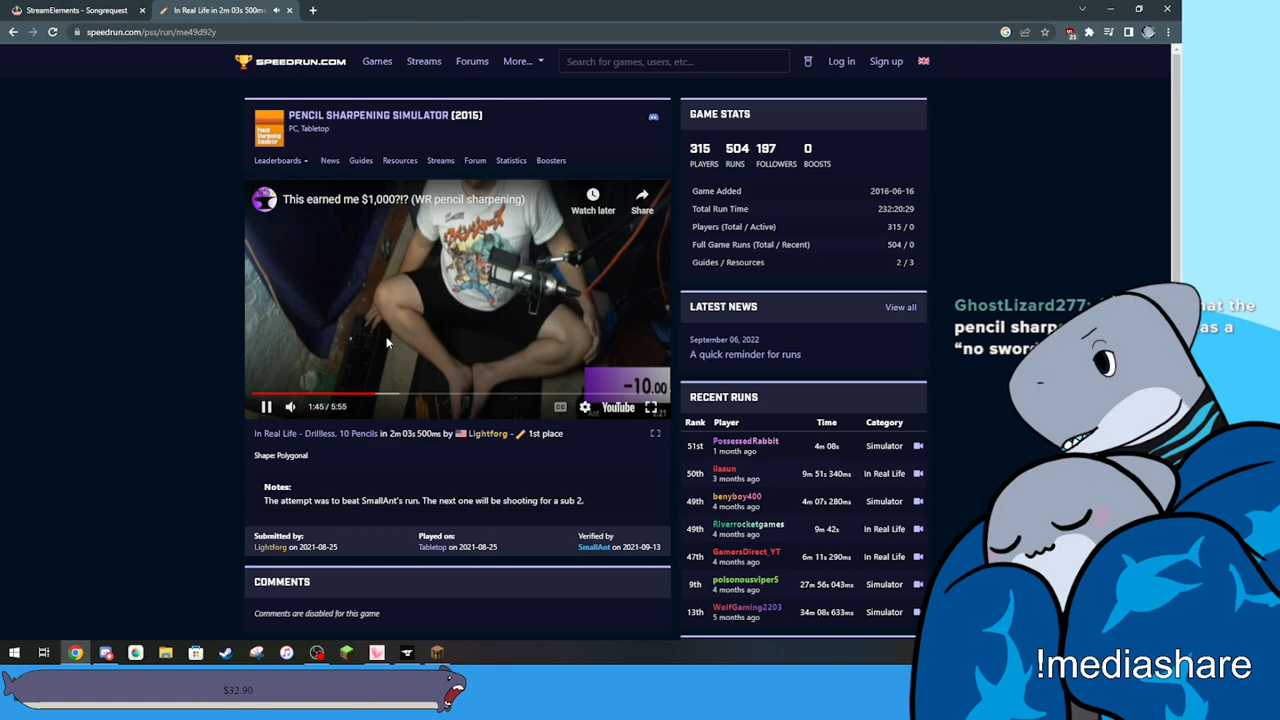 StreamElements - Songrequest
In Real Life in 2m 03s 500ms
speedrun.com/pss/run/me49d92y
23
SPEEDRUN.COM
Games
Streams
Forums
More...
Search for games, users, etc...
Log in
Sign up
PENCIL SHARPENING SIMULATOR (2015)
PC, Tabletop
Leaderboards
News
Guides
Resources
Streams
Forum
Statistics
Boosters
This earned me $1,000?!? (WR pencil sharpening)
Watch later
Share
-10.00
2:21
1:45 / 5:55
YouTube
In Real Life - Drilless, 10 Pencils in 2m 03s 500ms by Lightforg - 1st place
Shape: Polygonal
Notes:
The attempt was to beat SmallAnt's run. The next one will be shooting for a sub 2.
Submitted by:
Lightforg on 2021-08-25
Played on:
Tabletop on 2021-08-25
Verified by
SmallAnt on 2021-09-13
COMMENTS
Comments are disabled for this game
GAME STATS
315 504 197 0
PLAYERS RUNS FOLLOWERS BOOSTS
Game Added 2016-06-16
Total Run Time 232:20:29
Players (Total / Active) 315 / 0
Full Game Runs (Total / Recent) 504 / 0
Guides / Resources 2 / 3
LATEST NEWS View all
September 06, 2022
A quick reminder for runs
RECENT RUNS
Rank Player Time Category
51st PossessedRabbit 4m 08s Simulator
1 month ago
50th ilasun 9m 51s 340ms In Real Life
3 months ago
49th benyboy400 4m 07s 280ms Simulator
4 months ago
49th Riverrocketgames 9m 42s In Real Life
4 months ago
47th GamersDirect_YT 6m 11s 290ms In Real Life
4 months ago
9th poisonousviper5 27m 56s 043ms Simulator
4 months ago
13th WolfGaming2203 34m 08s 633ms Simulator
5 months ago
GhostLizard277: the
pencil as a
"no
$32.90
!mediashare